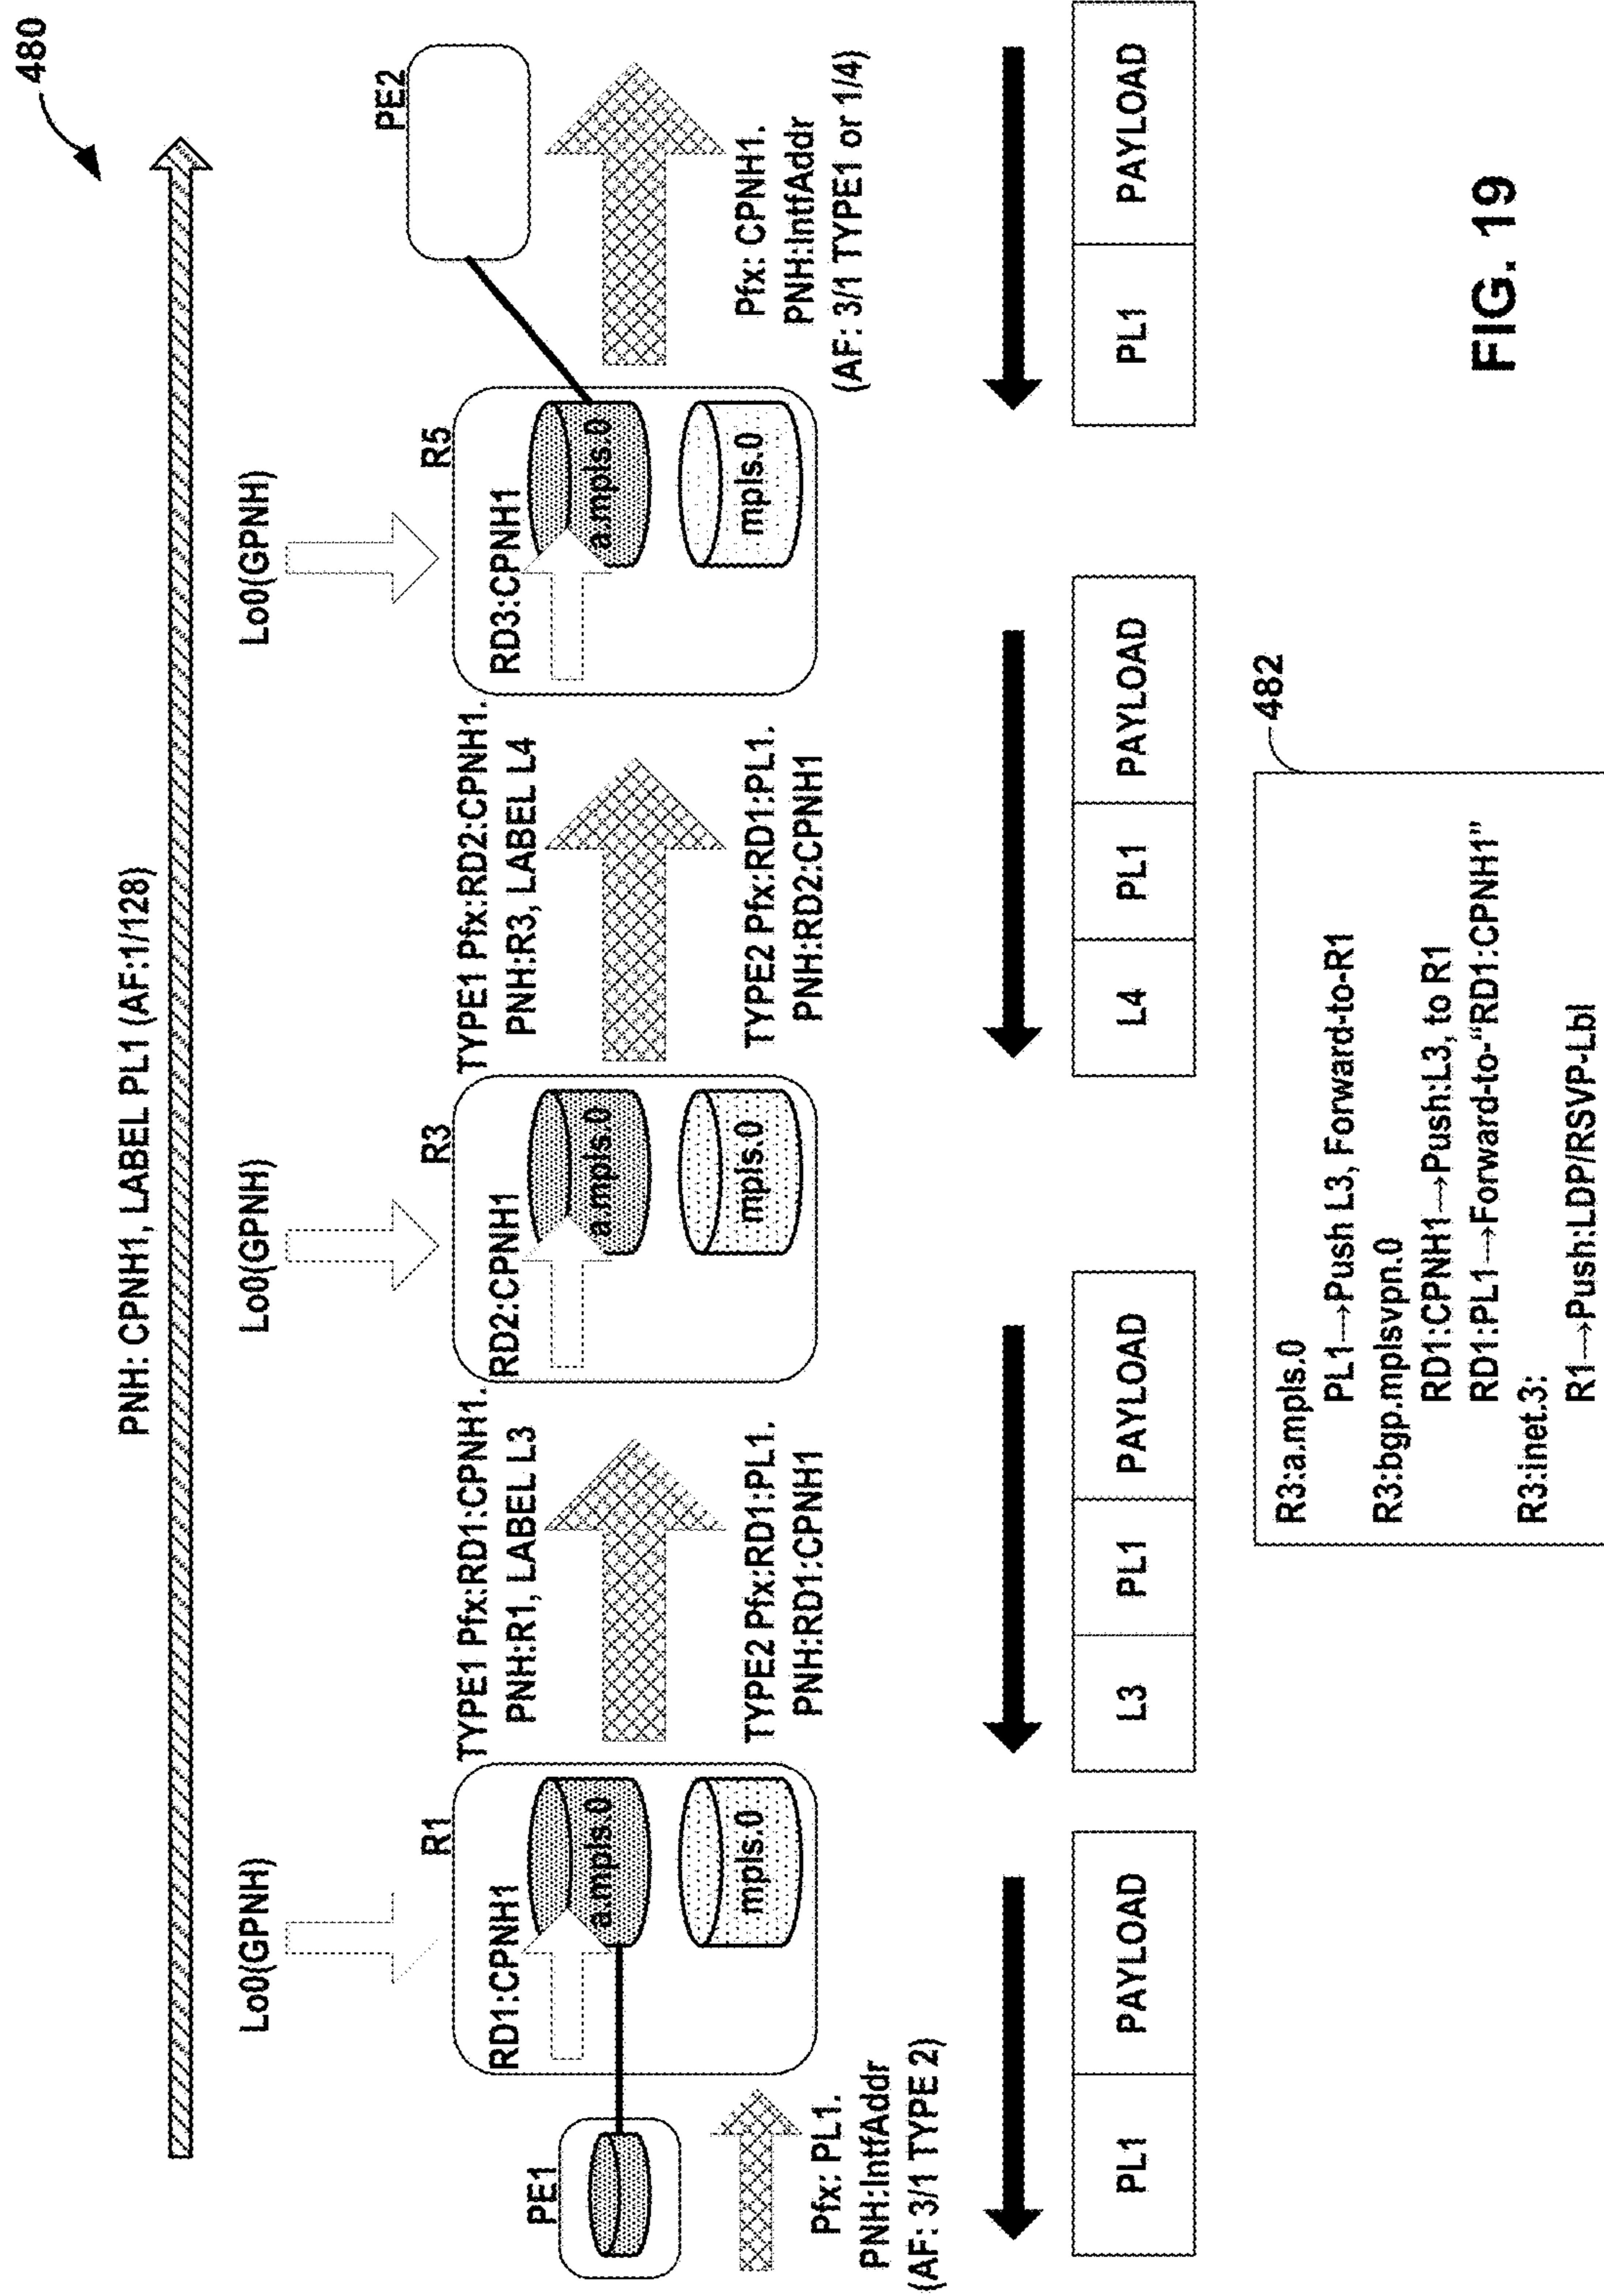 480
PNH: CPNH1, LABEL PL1 (AF:1/128)
Lo0(GPNH)
Lo0(GPNH)
Lo0(GPNH)
PE1
R1
RD1:CPNH1
a.mpls.0
mpls.0
Pfx: PL1.
PNH:IntfAddr
(AF: 3/1 TYPE 2)
TYPE1 Pfx:RD1:CPNH1.
PNH:R1, LABEL L3
TYPE2 Pfx:RD1:PL1.
PNH:RD1:CPNH1
R3
RD2:CPNH1
a.mpls.0
mpls.0
TYPE1 Pfx:RD2:CPNH1.
PNH:R3, LABEL L4
TYPE2 Pfx:RD1:PL1.
PNH:RD2:CPNH1
R5
RD3:CPNH1
a.mpls.0
mpls.0
PE2
Pfx: CPNH1.
PNH:IntfAddr
(AF: 3/1 TYPE1 or 1/4)
PL1 PAYLOAD
L3 PL1 PAYLOAD
L4 PL1 PAYLOAD
PL1 PAYLOAD
482
R3:a.mpls.0
PL1→Push L3, Forward-to-R1
R3:bgp.mplsvpn.0
RD1:CPNH1→Push:L3, to R1
RD1:PL1→Forward-to-“RD1:CPNH1”
R3:inet.3:
R1→Push:LDP/RSVP-Lbl
FIG. 19